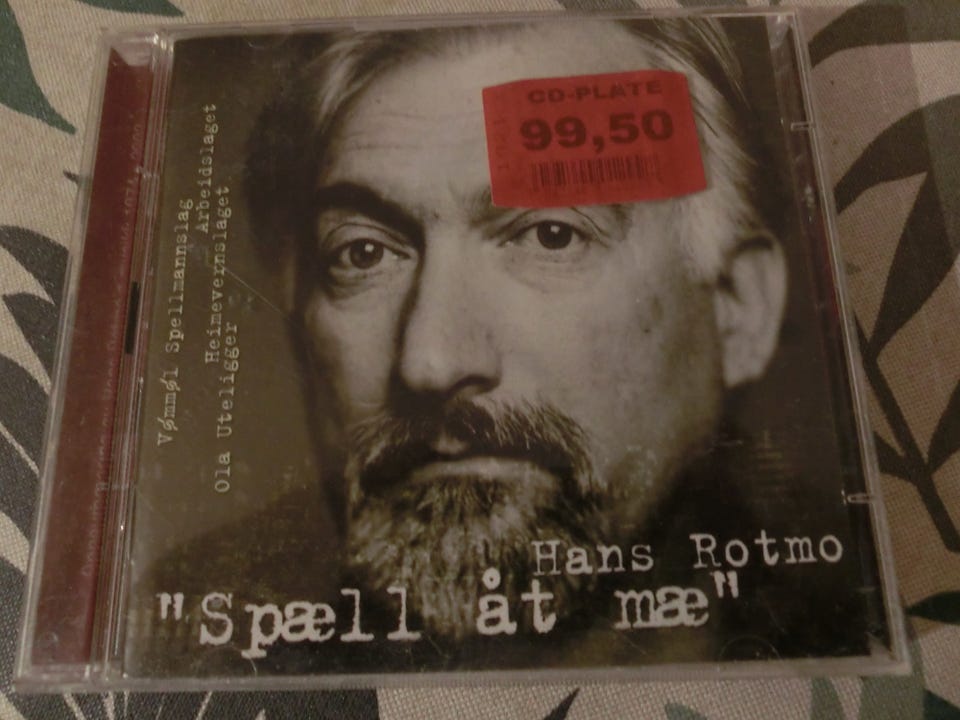 CD-PLATE
99,50
Vømmøl Spellmannslag
Arbeidslaget
Heimevernslaget
Ola Uteligger
Hans Rotmo
"Spæll åt mæ"